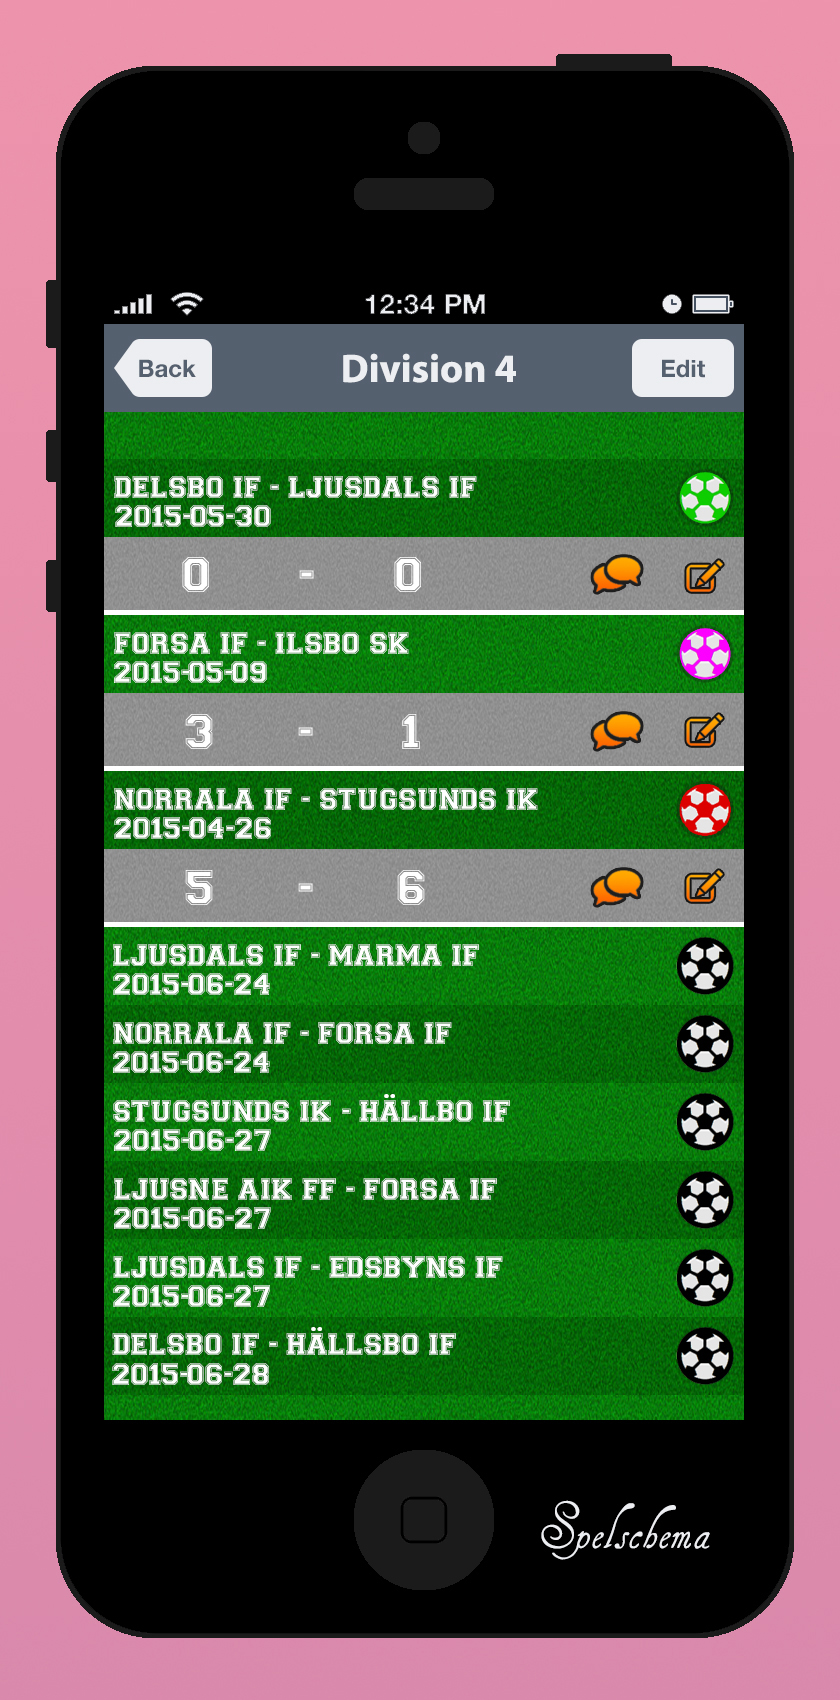 12:34 PM
Back
Division 4
Edit
DELSBO IF - LJUSDALS IF
2015-05-30
0 - 0
FORSA IF - ILSBO SK
2015-05-09
3 - 1
NORRALA IF - STUGSUNDS IK
2015-04-26
5 - 6
LJUSDALS IF - MARMA IF
2015-06-24
NORRALA IF - FORSA IF
2015-06-24
STUGSUNDS IK - HÄLLBO IF
2015-06-27
LJUSNE AIK FF - FORSA IF
2015-06-27
LJUSDALS IF - EDSBYNS IF
2015-06-27
DELSBO IF - HÄLLSBO IF
2015-06-28
Spelschema